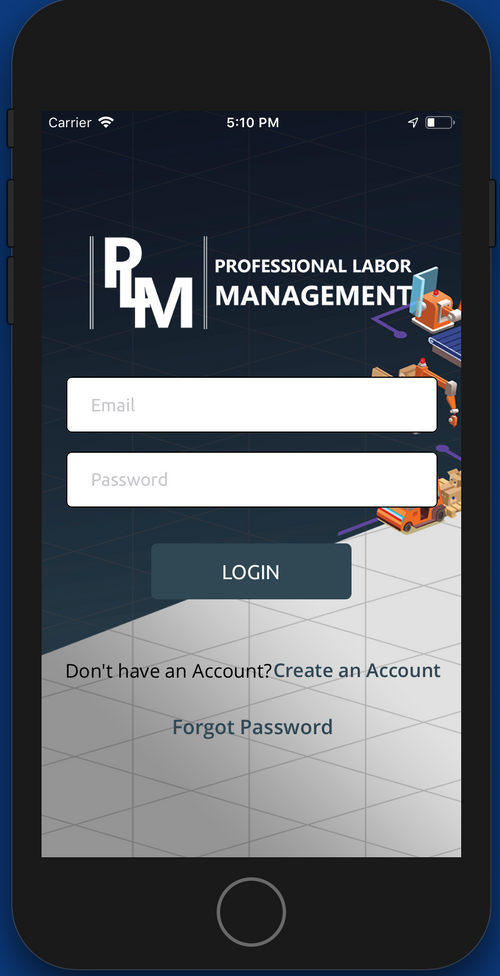 Carrier 5:10 PM
PLM
PROFESSIONAL LABOR
MANAGEMENT
Email
Password
LOGIN
Don't have an Account?Create an Account
Forgot Password